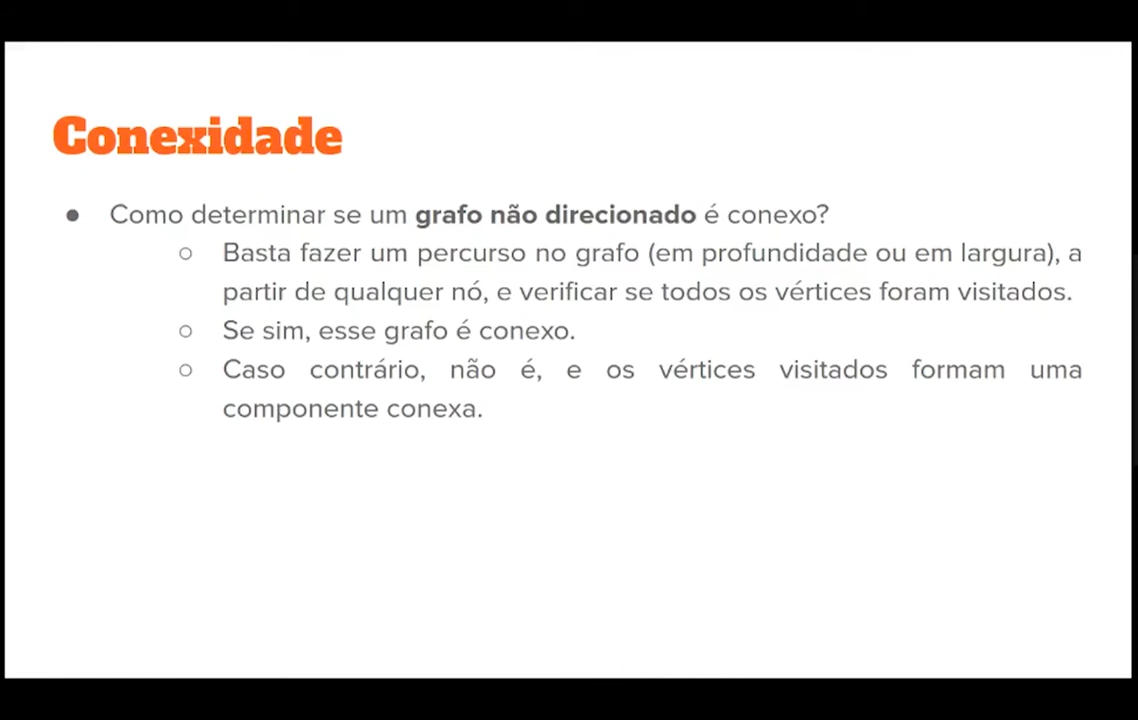 Conexidade
● Como determinar se um grafo não direcionado é conexo?
○ Basta fazer um percurso no grafo (em profundidade ou em largura), a
partir de qualquer nó, e verificar se todos os vértices foram visitados.
○ Se sim, esse grafo é conexo.
○ Caso contrário, não é, e os vértices visitados formam uma
componente conexa.